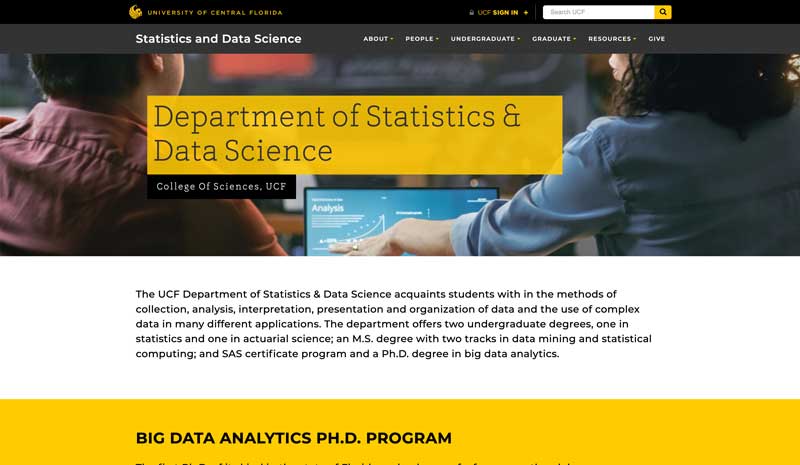 UNIVERSITY OF CENTRAL FLORIDA
UCF SIGN IN +
Search UCF
Statistics and Data Science
ABOUT PEOPLE UNDERGRADUATE GRADUATE RESOURCES GIVE
Department of Statistics &
Data Science
College Of Sciences, UCF
Analysis
The UCF Department of Statistics & Data Science acquaints students with in the methods of
collection, analysis, interpretation, presentation and organization of data and the use of complex
data in many different applications. The department offers two undergraduate degrees, one in
statistics and one in actuarial science; an M.S. degree with two tracks in data mining and statistical
computing; and SAS certificate program and a Ph.D. degree in big data analytics.
BIG DATA ANALYTICS PH.D. PROGRAM